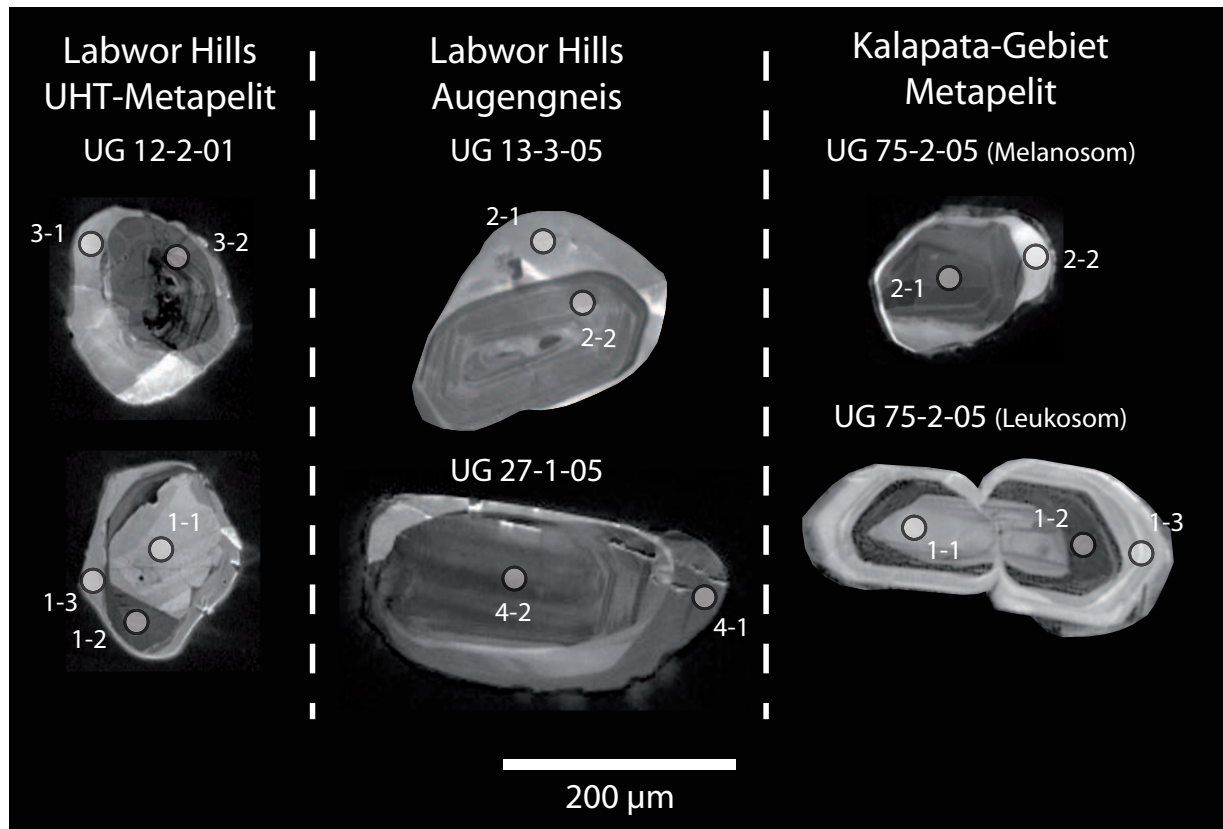 Labwor Hills
UHT-Metapelit
UG 12-2-01
3-1
3-2
1-1
1-3
1-2
Labwor Hills
Augengneis
UG 13-3-05
2-1
2-2
UG 27-1-05
4-2
4-1
Kalapata-Gebiet
Metapelit
UG 75-2-05 (Melanosom)
2-1
2-2
UG 75-2-05 (Leukosom)
1-2
1-3
1-1
200 µm